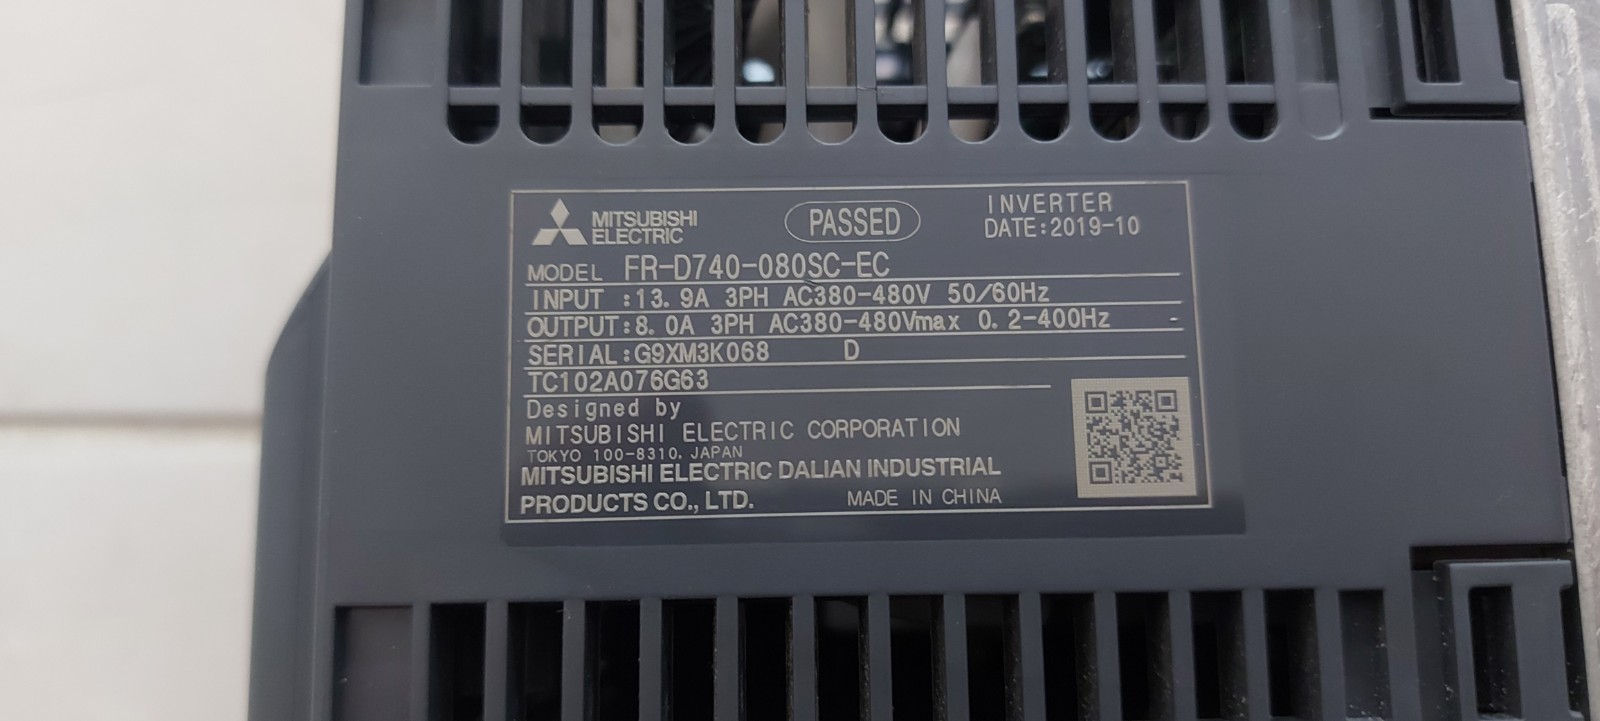 MITSUBISHI
ELECTRIC
PASSED
INVERTER
DATE:2019-10
MODEL FR-D740-080SC-EC
INPUT :13.9A 3PH AC380-480V 50/60Hz
OUTPUT:8.0A 3PH AC380-480Vmax 0.2-400Hz -
SERIAL:G9XM3K068 D
TC102A076G63
Designed by
MITSUBISHI ELECTRIC CORPORATION
TOKYO 100-8310, JAPAN
MITSUBISHI ELECTRIC DALIAN INDUSTRIAL
PRODUCTS CO., LTD. MADE IN CHINA